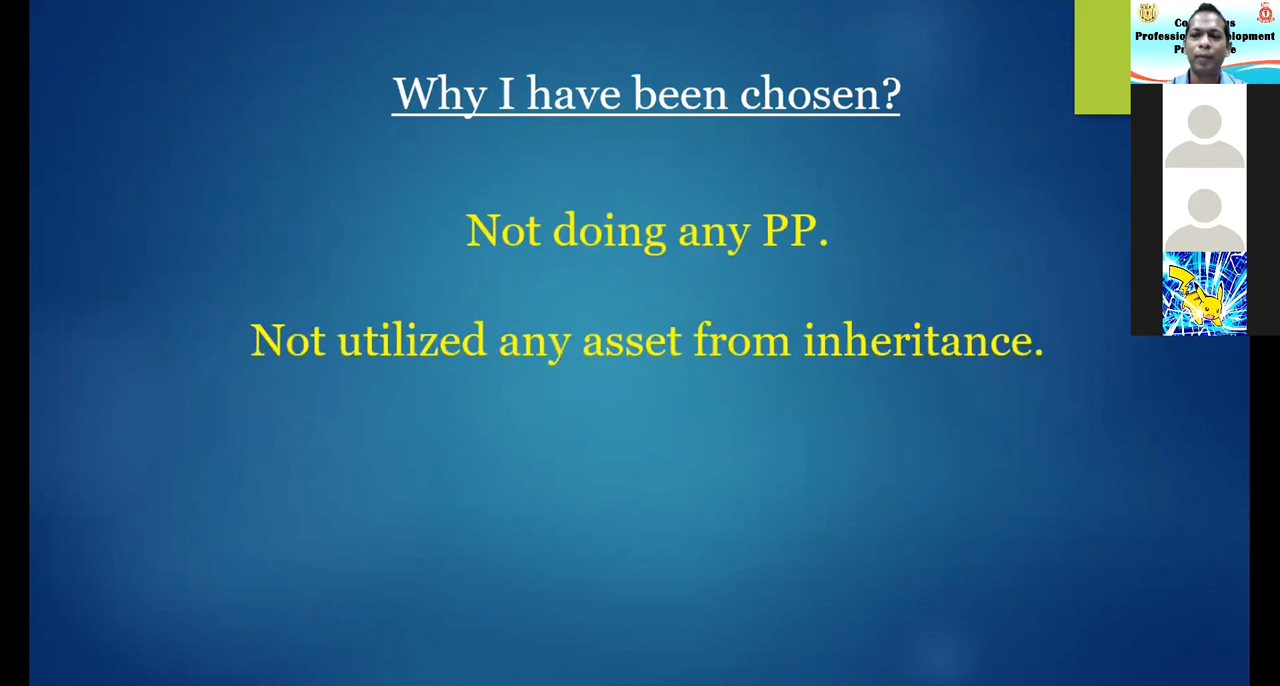 Why I have been chosen?
Not doing any PP.
Not utilized any asset from inheritance.